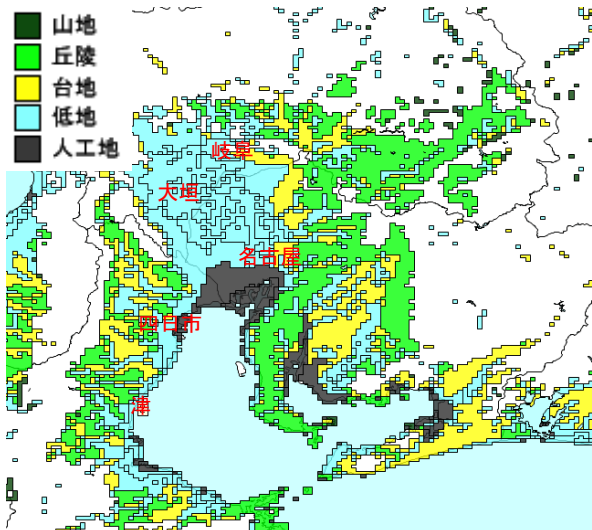 山地
丘陵
台地
低地
人工地
岐阜
大垣
名古屋
四日市
津